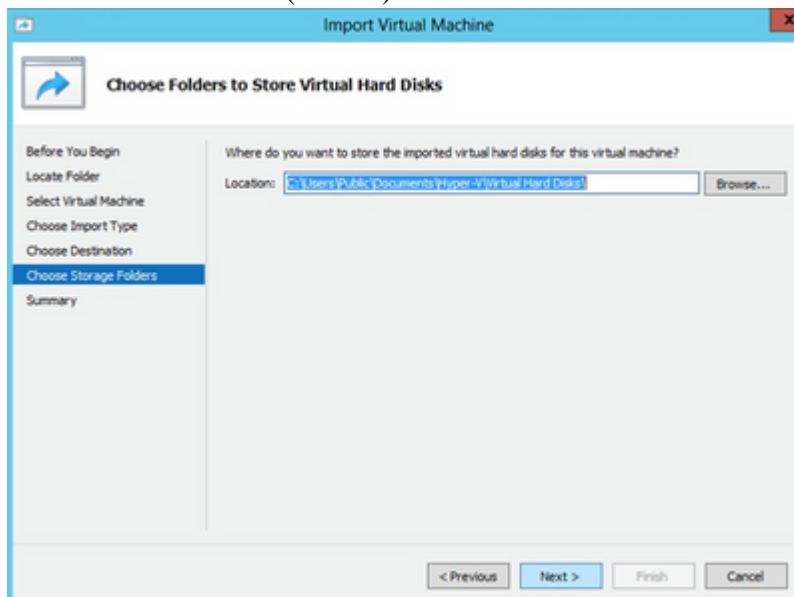 Import Virtual Machine
x
Choose Folders to Store Virtual Hard Disks
Before You Begin
Locate Folder
Select Virtual Machine
Choose Import Type
Choose Destination
Choose Storage Folders
Summary
Where do you want to store the imported virtual hard disks for this virtual machine?
Location: C:\Users\Public\Documents\Hyper-V\Virtual Hard Disks\ Browse...
< Previous Next > Finish Cancel